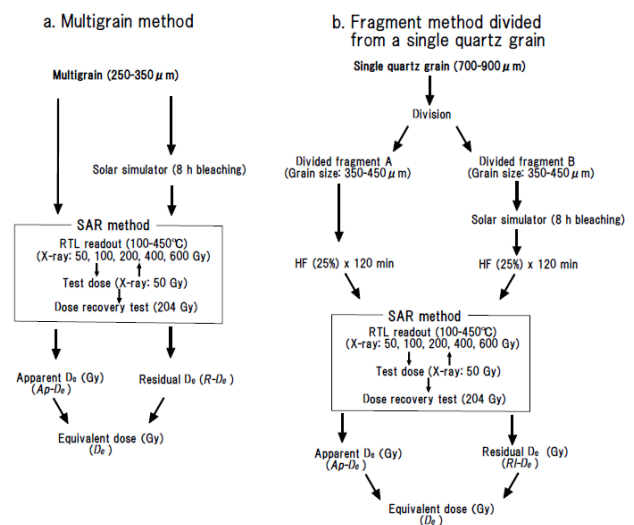 a. Multigrain method
Multigrain (250-350μm)
Solar simulator (8 h bleaching)
SAR method
RTL readout (100-450℃)
(X-ray: 50, 100, 200, 400, 600 Gy)
Test dose (X-ray: 50 Gy)
Dose recovery test (204 Gy)
Apparent De (Gy)
(Ap-De)
Residual De (R-De)
Equivalent dose (Gy)
(De)
b. Fragment method divided
from a single quartz grain
Single quartz grain (700-900μm)
Division
Divided fragment A
(Grain size: 350-450μm)
Divided fragment B
(Grain size: 350-450μm)
Solar simulator (8 h bleaching)
HF (25%) x 120 min
HF (25%) x 120 min
SAR method
RTL readout (100-450℃)
(X-ray: 50, 100, 200, 400, 600 Gy)
Test dose (X-ray: 50 Gy)
Dose recovery test (204 Gy)
Apparent De (Gy)
(Ap-De)
Residual De (Gy)
(RI-De)
Equivalent dose (Gy)
(De)